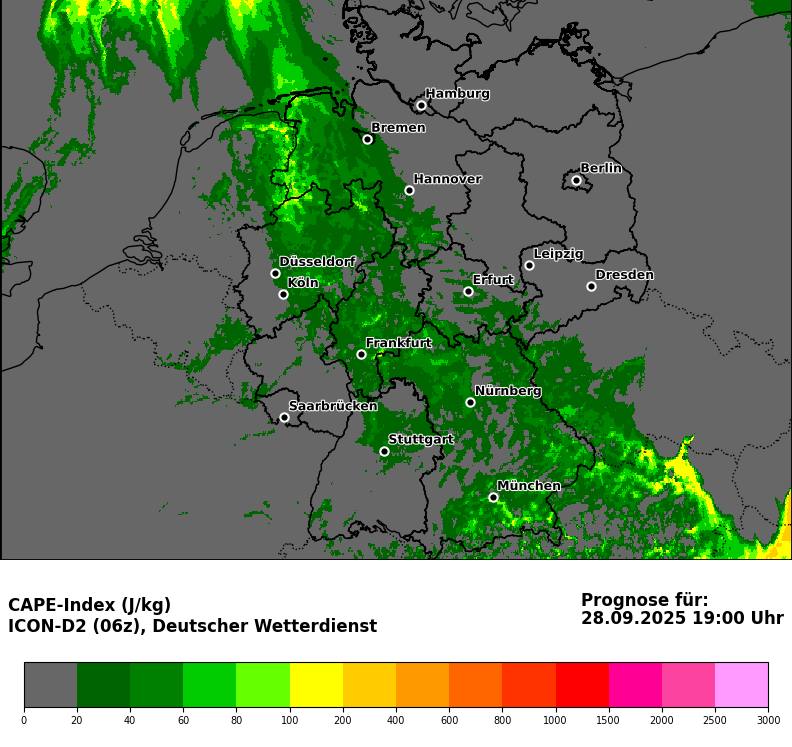 Hamburg
Bremen
Berlin
Hannover
Leipzig
Düsseldorf
Dresden
Köln
Erfurt
Frankfurt
Nürnberg
Saarbrücken
Stuttgart
München
CAPE-Index (J/kg)
ICON-D2 (06z), Deutscher Wetterdienst
Prognose für:
28.09.2025 19:00 Uhr
0 20 40 60 80 100 200 400 600 800 1000 1500 2000 2500 3000